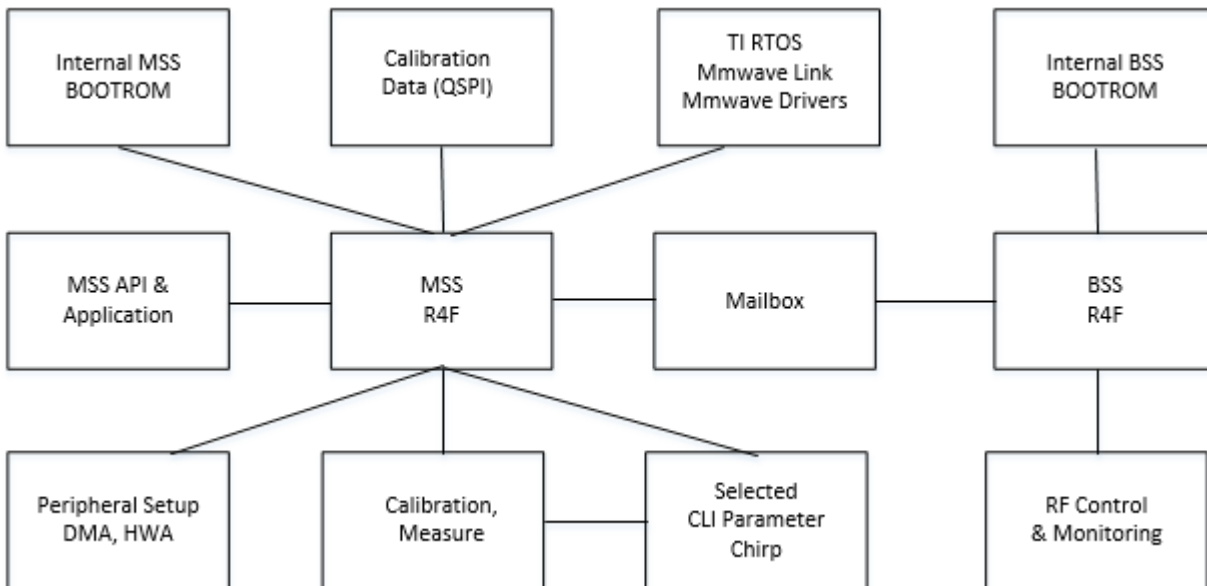 Internal MSS
BOOTROM
Calibration
Data (QSPI)
TI RTOS
Mmwave Link
Mmwave Drivers
Internal BSS
BOOTROM
MSS API &
Application
MSS
R4F
Mailbox
BSS
R4F
Peripheral Setup
DMA, HWA
Calibration,
Measure
Selected
CLI Parameter
Chirp
RF Control
& Monitoring